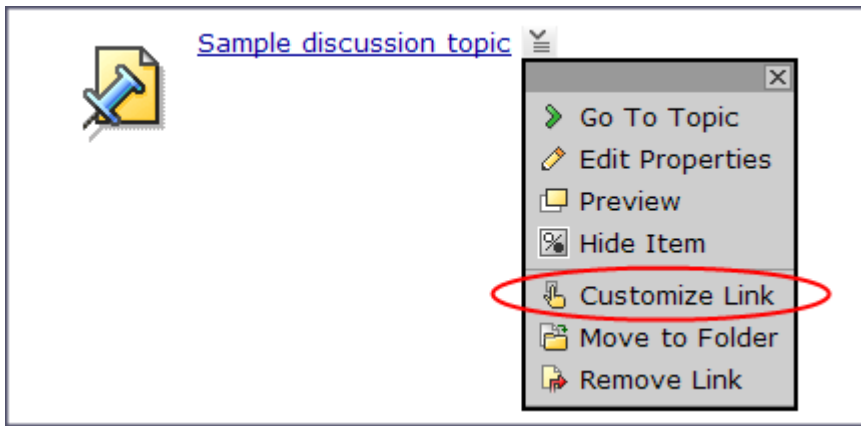 Sample discussion topic
Go To Topic
Edit Properties
Preview
Hide Item
Customize Link
Move to Folder
Remove Link